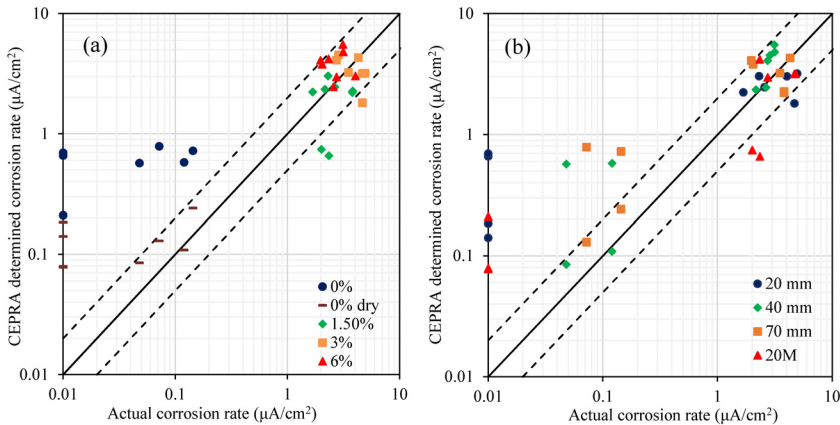 (a)
CEPRA determined corrosion rate (µA/cm²)
10
1
0.1
0.01
0.01
0.1
1
10
Actual corrosion rate (µA/cm²)
0%
0% dry
1.50%
3%
6%
(b)
CEPRA determined corrosion rate (µA/cm²)
10
1
0.1
0.01
0.01
0.1
1
10
Actual corrosion rate (µA/cm²)
20 mm
40 mm
70 mm
20M